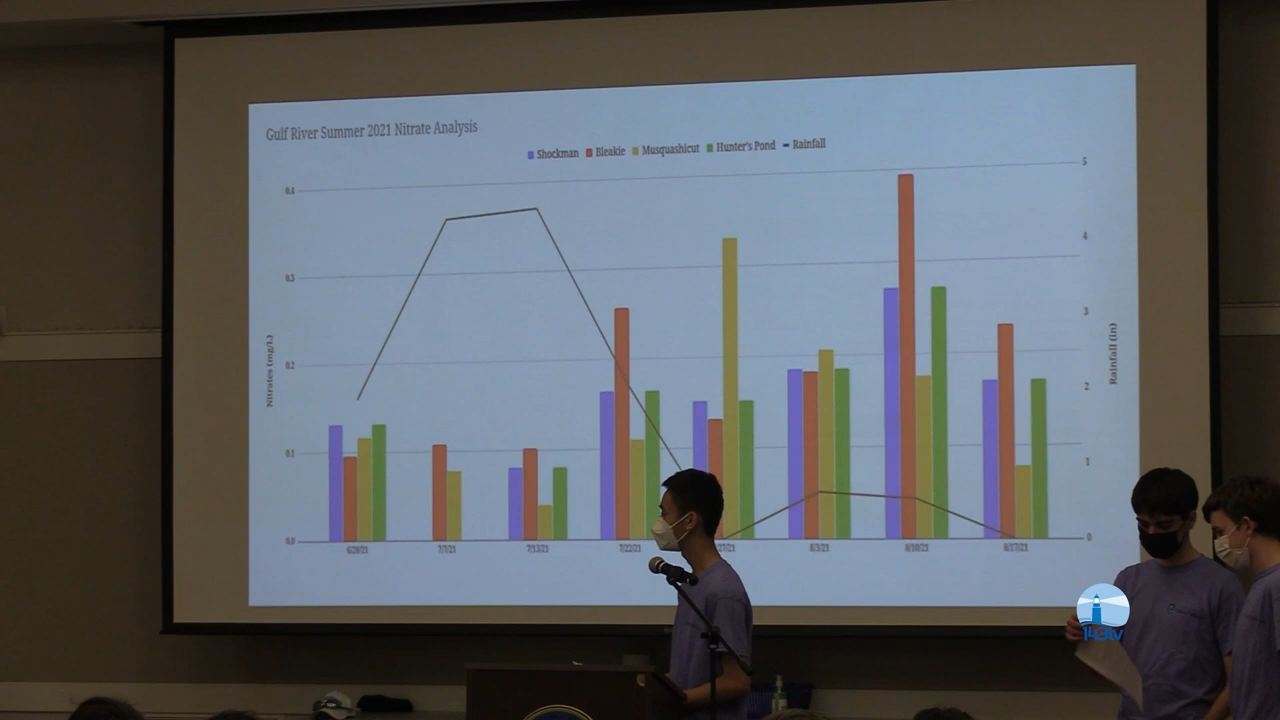 Gulf River Summer 2021 Nitrate Analysis
Shockman Bleakie Musquashicut Hunter's Pond Rainfall
0.4
0.3
0.2
0.1
0.0
Nitrates (mg/L)
5
4
3
2
1
0
Rainfall (in)
6/28/21 7/7/21 7/13/21 7/22/21 27/21 8/3/21 8/10/21 8/17/21
143tv